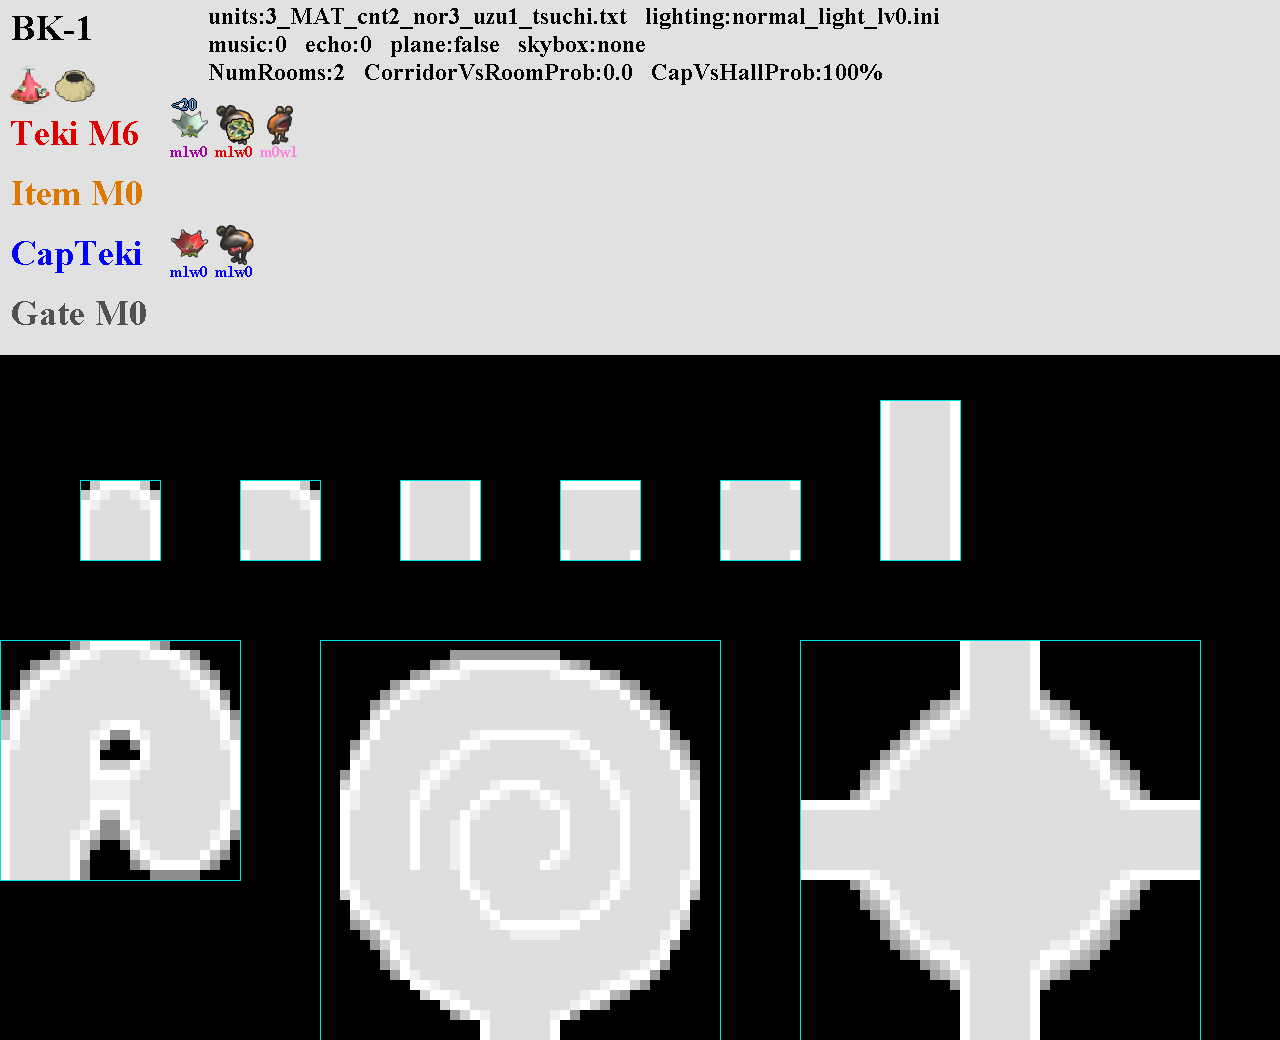 BK-1
units:3_MAT_cnt2_nor3_uzu1_tsuchi.txt lighting:normal_light_lv0.ini
music:0 echo:0 plane:false skybox:none
NumRooms:2 CorridorVsRoomProb:0.0 CapVsHallProb:100%
<20
Teki M6
m1w0 m1w0 m0w1
Item M0
CapTeki
m1w0 m1w0
Gate M0